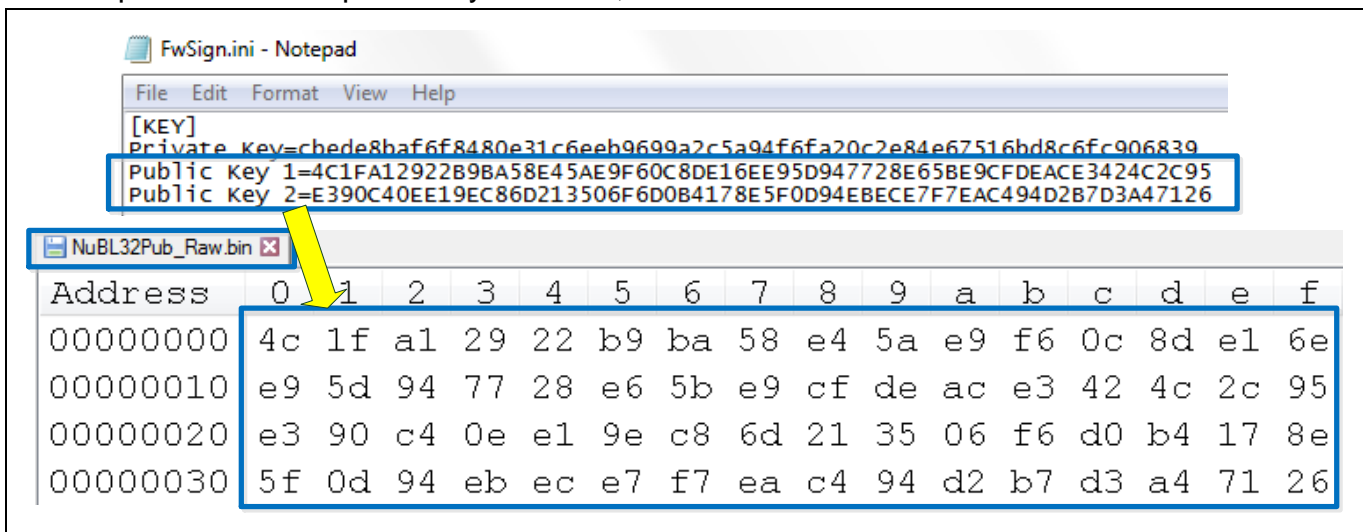 FwSign.ini - Notepad
File Edit Format View Help
[KEY]
Private Key=cbede8baf6f8480e31c6eeb9699a2c5a94f6fa20c2e84e67516bd8c6fc906839
Public Key 1=4C1FA12922B9BA58E45AE9F60C8DE16EE95D947728E65BE9CFDEACE3424C2C95
Public Key 2=E390C40EE19EC86D213506F6D0B4178E5F0D94EBECE7F7EAC494D2B7D3A47126
NuBL32Pub_Raw.bin
Address 0 1 2 3 4 5 6 7 8 9 a b c d e f
00000000 4c 1f a1 29 22 b9 ba 58 e4 5a e9 f6 0c 8d e1 6e
00000010 e9 5d 94 77 28 e6 5b e9 cf de ac e3 42 4c 2c 95
00000020 e3 90 c4 0e e1 9e c8 6d 21 35 06 f6 d0 b4 17 8e
00000030 5f 0d 94 eb ec e7 f7 ea c4 94 d2 b7 d3 a4 71 26